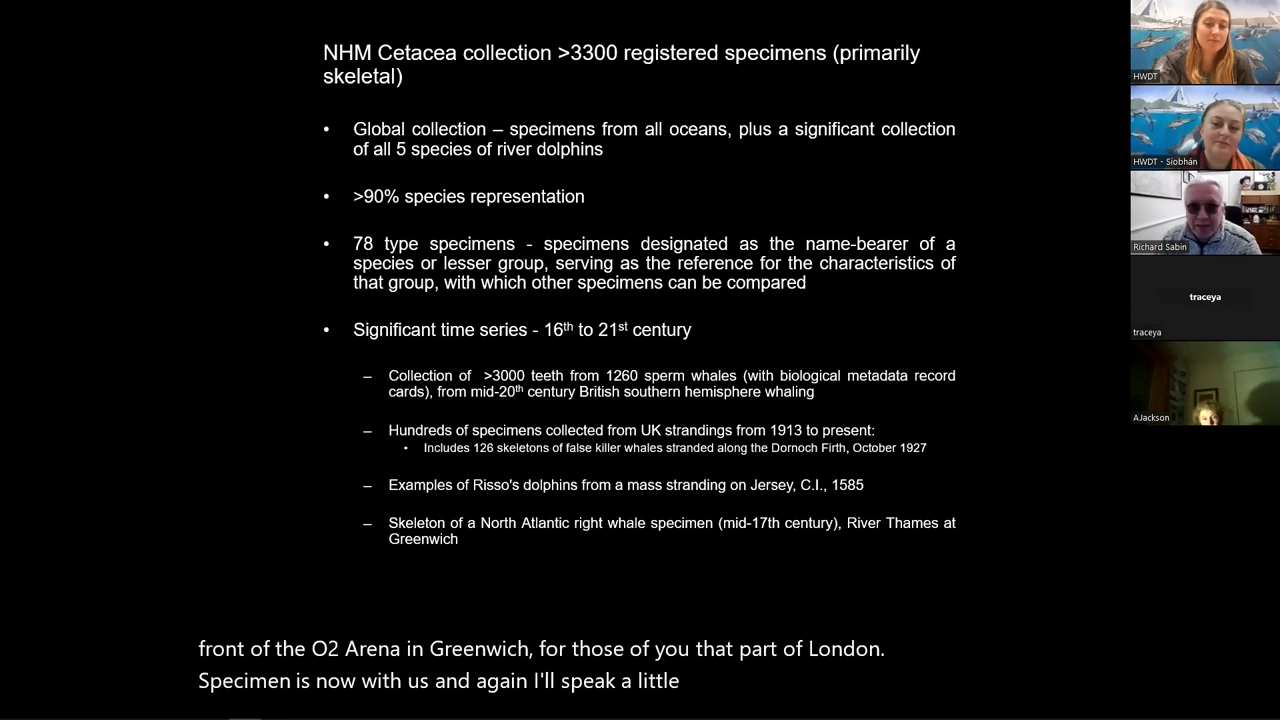 NHM Cetacea collection >3300 registered specimens (primarily
skeletal)
• Global collection – specimens from all oceans, plus a significant collection
of all 5 species of river dolphins
• >90% species representation
• 78 type specimens - specimens designated as the name-bearer of a
species or lesser group, serving as the reference for the characteristics of
that group, with which other specimens can be compared
• Significant time series - 16th to 21st century
– Collection of >3000 teeth from 1260 sperm whales (with biological metadata record
cards), from mid-20th century British southern hemisphere whaling
– Hundreds of specimens collected from UK strandings from 1913 to present:
• Includes 126 skeletons of false killer whales stranded along the Dornoch Firth, October 1927
– Examples of Risso's dolphins from a mass stranding on Jersey, C.I., 1585
– Skeleton of a North Atlantic right whale specimen (mid-17th century), River Thames at
Greenwich
front of the O2 Arena in Greenwich, for those of you that part of London.
Specimen is now with us and again I'll speak a little
HWDT
HWDT - Siobhán
Richard Sabin
traceya
traceya
AJackson